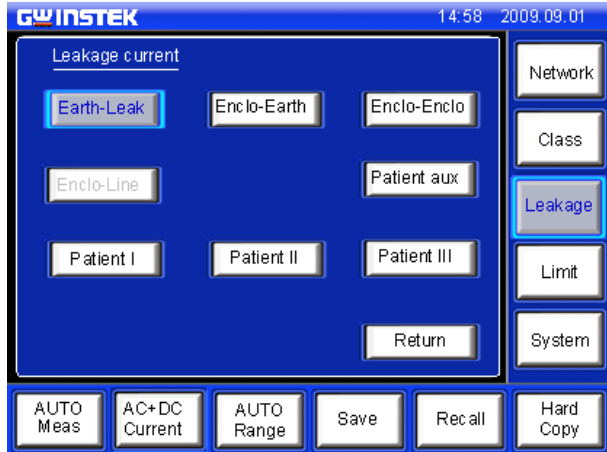 GWINSTEK 14:58 2009.09.01
Leakage current
Network
Earth-Leak Enclo-Earth Enclo-Enclo
Class
Enclo-Line Patient aux
Leakage
Patient I Patient II Patient III
Limit
Return
System
AUTO Meas
AC+DC Current
AUTO Range
Save
Recall
Hard Copy